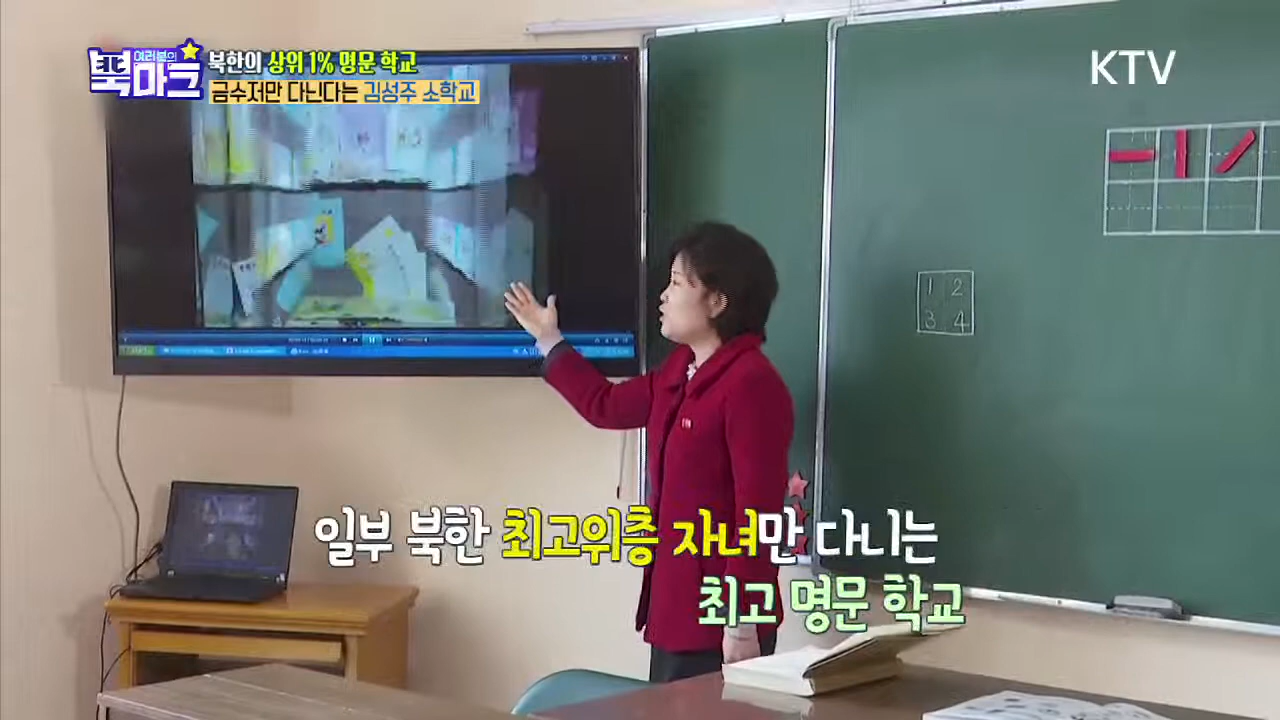 여러분의
북마크
북한의 상위 1% 명문 학교
금수저만 다닌다는 김성주 소학교
KTV
1 2
3 4
일부 북한 최고위층 자녀만 다니는
최고 명문 학교